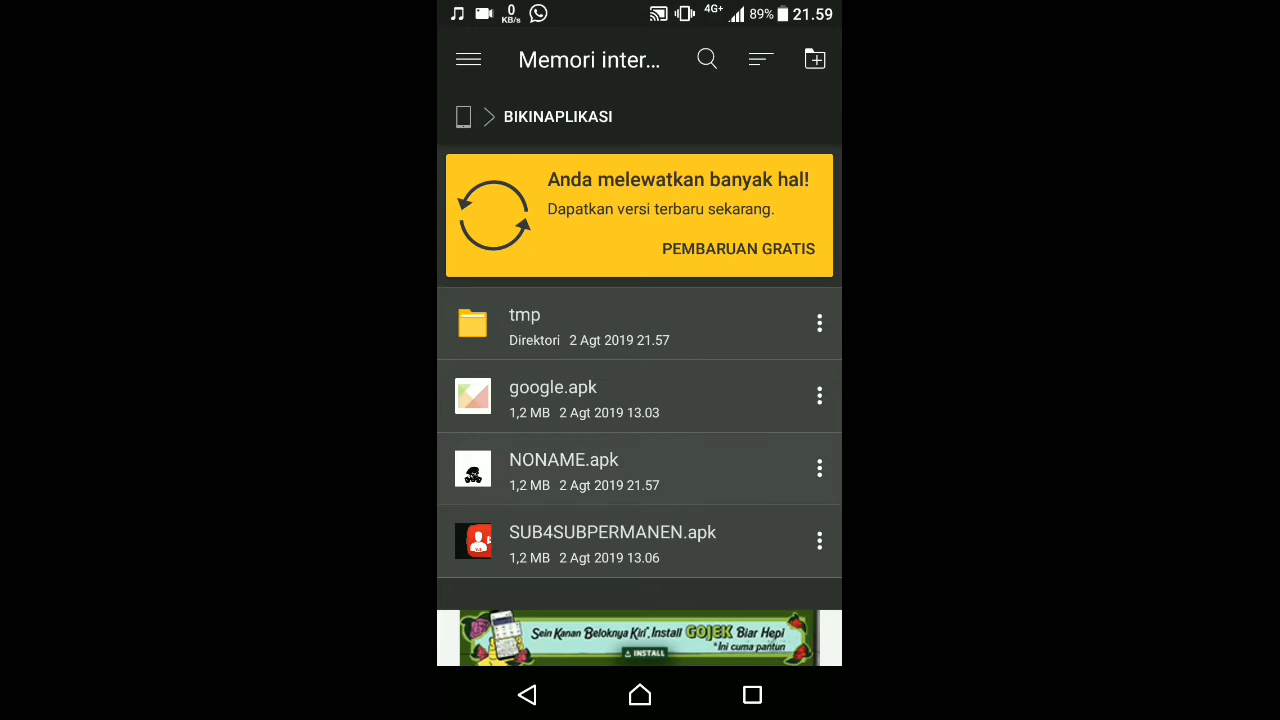 0
KB/s
4G+
89%
21.59
Memori inter...
BIKINAPLIKASI
Anda melewatkan banyak hal!
Dapatkan versi terbaru sekarang.
PEMBARUAN GRATIS
tmp
Direktori 2 Agt 2019 21.57
google.apk
1,2 MB 2 Agt 2019 13.03
NONAME.apk
1,2 MB 2 Agt 2019 21.57
SUB4SUBPERMANEN.apk
1,2 MB 2 Agt 2019 13.06
Sein Kanan Beloknya Kiri, Install GOJEK Biar Hepi
*Ini cuma pantun
INSTALL